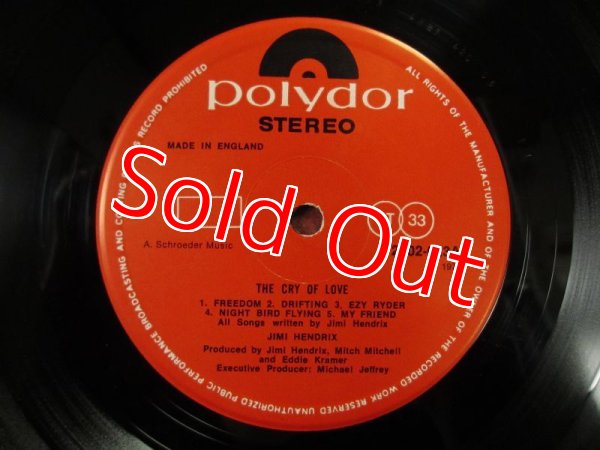 polydor
STEREO
MADE IN ENGLAND
ALL RIGHTS OF THE MANUFACTURER AND OF THE OWNER OF THE RECORDED WORK RESERVED UNAUTHORIZED PUBLIC PERFORMANCE BROADCASTING AND COPYING RECORD PROHIBITED
Sold Out
33
A. Schroeder Music
THE CRY OF LOVE
1. FREEDOM 2. DRIFTING 3. EZY RYDER
4. NIGHT BIRD FLYING 5. MY FRIEND
All Songs written by Jimi Hendrix
JIMI HENDRIX
Produced by Jimi Hendrix, Mitch Mitchell
and Eddie Kramer
Executive Producer: Michael Jeffrey